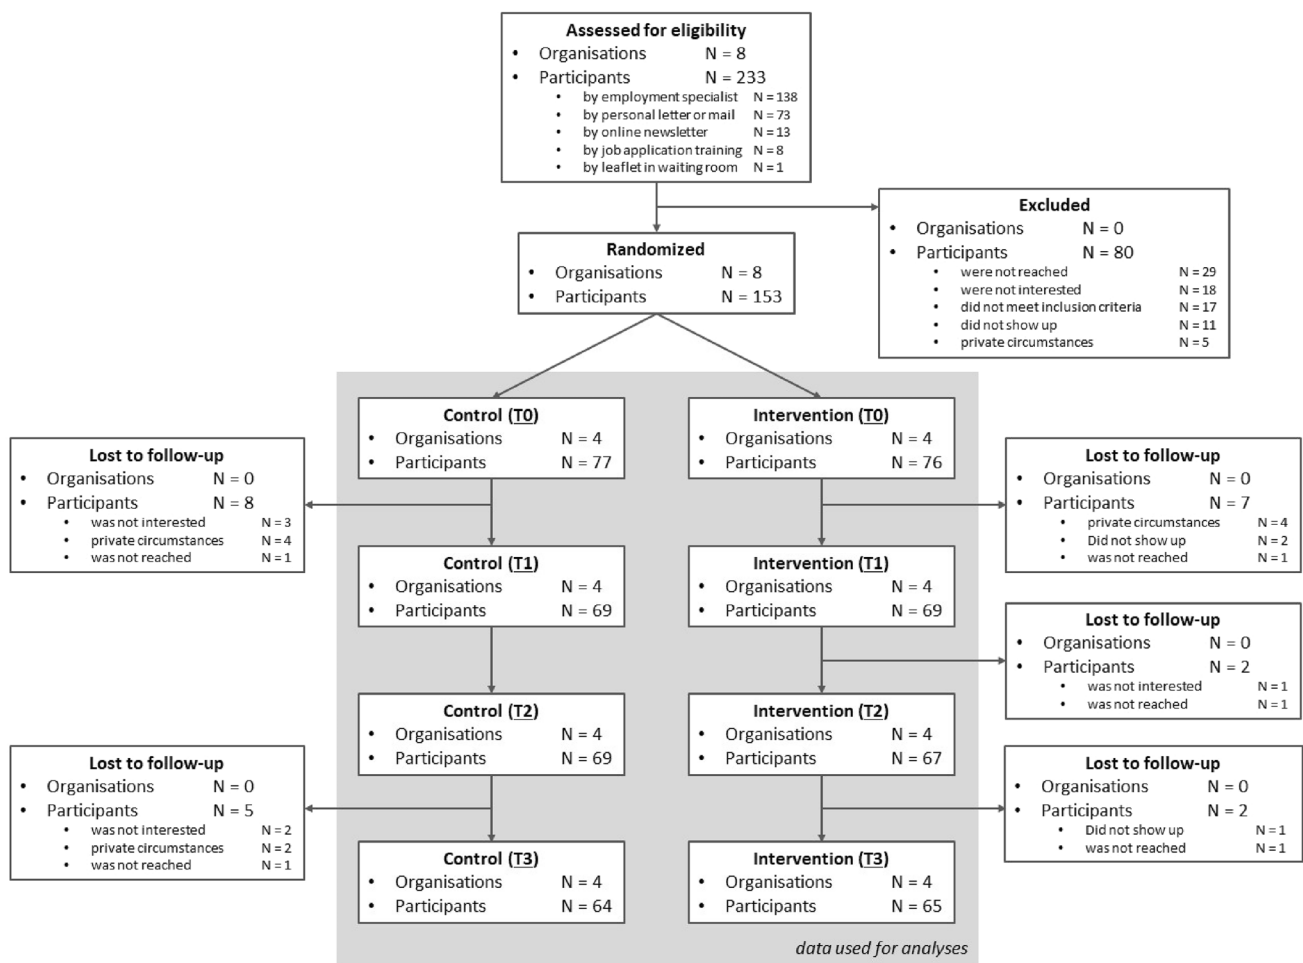 Assessed for eligibility
• Organisations N = 8
• Participants N = 233
• by employment specialist N = 138
• by personal letter or mail N = 73
• by online newsletter N = 13
• by job application training N = 8
• by leaflet in waiting room N = 1
Excluded
• Organisations N = 0
• Participants N = 80
• were not reached N = 29
• were not interested N = 18
• did not meet inclusion criteria N = 17
• did not show up N = 11
• private circumstances N = 5
Randomized
• Organisations N = 8
• Participants N = 153
Control (T0)
• Organisations N = 4
• Participants N = 77
Intervention (T0)
• Organisations N = 4
• Participants N = 76
Lost to follow-up
• Organisations N = 0
• Participants N = 8
• was not interested N = 3
• private circumstances N = 4
• was not reached N = 1
Lost to follow-up
• Organisations N = 0
• Participants N = 7
• private circumstances N = 4
• Did not show up N = 2
• was not reached N = 1
Control (T1)
• Organisations N = 4
• Participants N = 69
Intervention (T1)
• Organisations N = 4
• Participants N = 69
Lost to follow-up
• Organisations N = 0
• Participants N = 2
• was not interested N = 1
• was not reached N = 1
Control (T2)
• Organisations N = 4
• Participants N = 69
Intervention (T2)
• Organisations N = 4
• Participants N = 67
Lost to follow-up
• Organisations N = 0
• Participants N = 5
• was not interested N = 2
• private circumstances N = 2
• was not reached N = 1
Lost to follow-up
• Organisations N = 0
• Participants N = 2
• Did not show up N = 1
• was not reached N = 1
Control (T3)
• Organisations N = 4
• Participants N = 64
Intervention (T3)
• Organisations N = 4
• Participants N = 65
data used for analyses